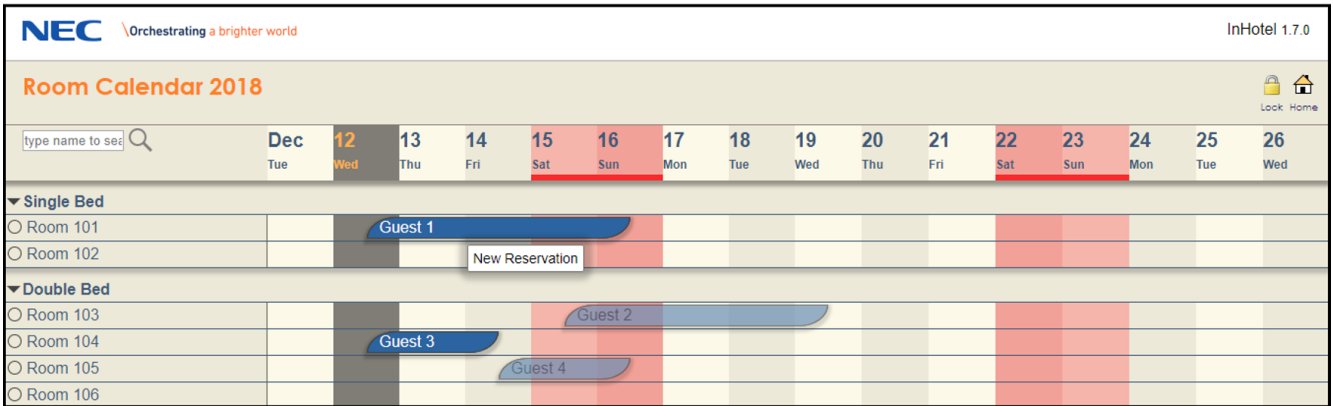 NEC \Orchestrating a brighter world
InHotel 1.7.0
Room Calendar 2018
Lock Home
type name to sea
Dec 12 13 14 15 16 17 18 19 20 21 22 23 24 25 26
Tue Wed Thu Fri Sat Sun Mon Tue Wed Thu Fri Sat Sun Mon Tue Wed
Single Bed
Room 101 Guest 1
Room 102 New Reservation
Double Bed
Room 103 Guest 2
Room 104 Guest 3
Room 105 Guest 4
Room 106